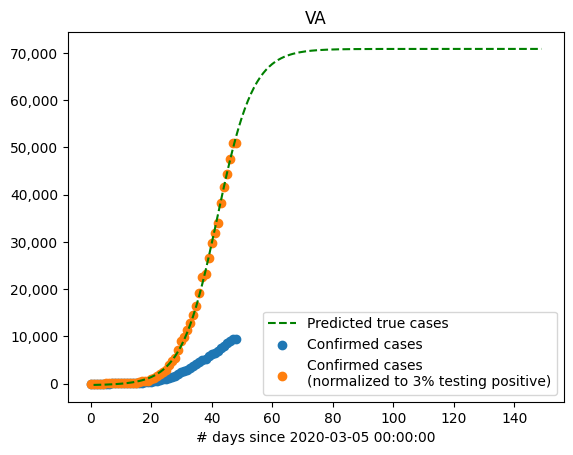 VA
70,000
60,000
50,000
40,000
30,000
20,000
10,000
0
Predicted true cases
Confirmed cases
Confirmed cases
(normalized to 3% testing positive)
0 20 40 60 80 100 120 140
# days since 2020-03-05 00:00:00